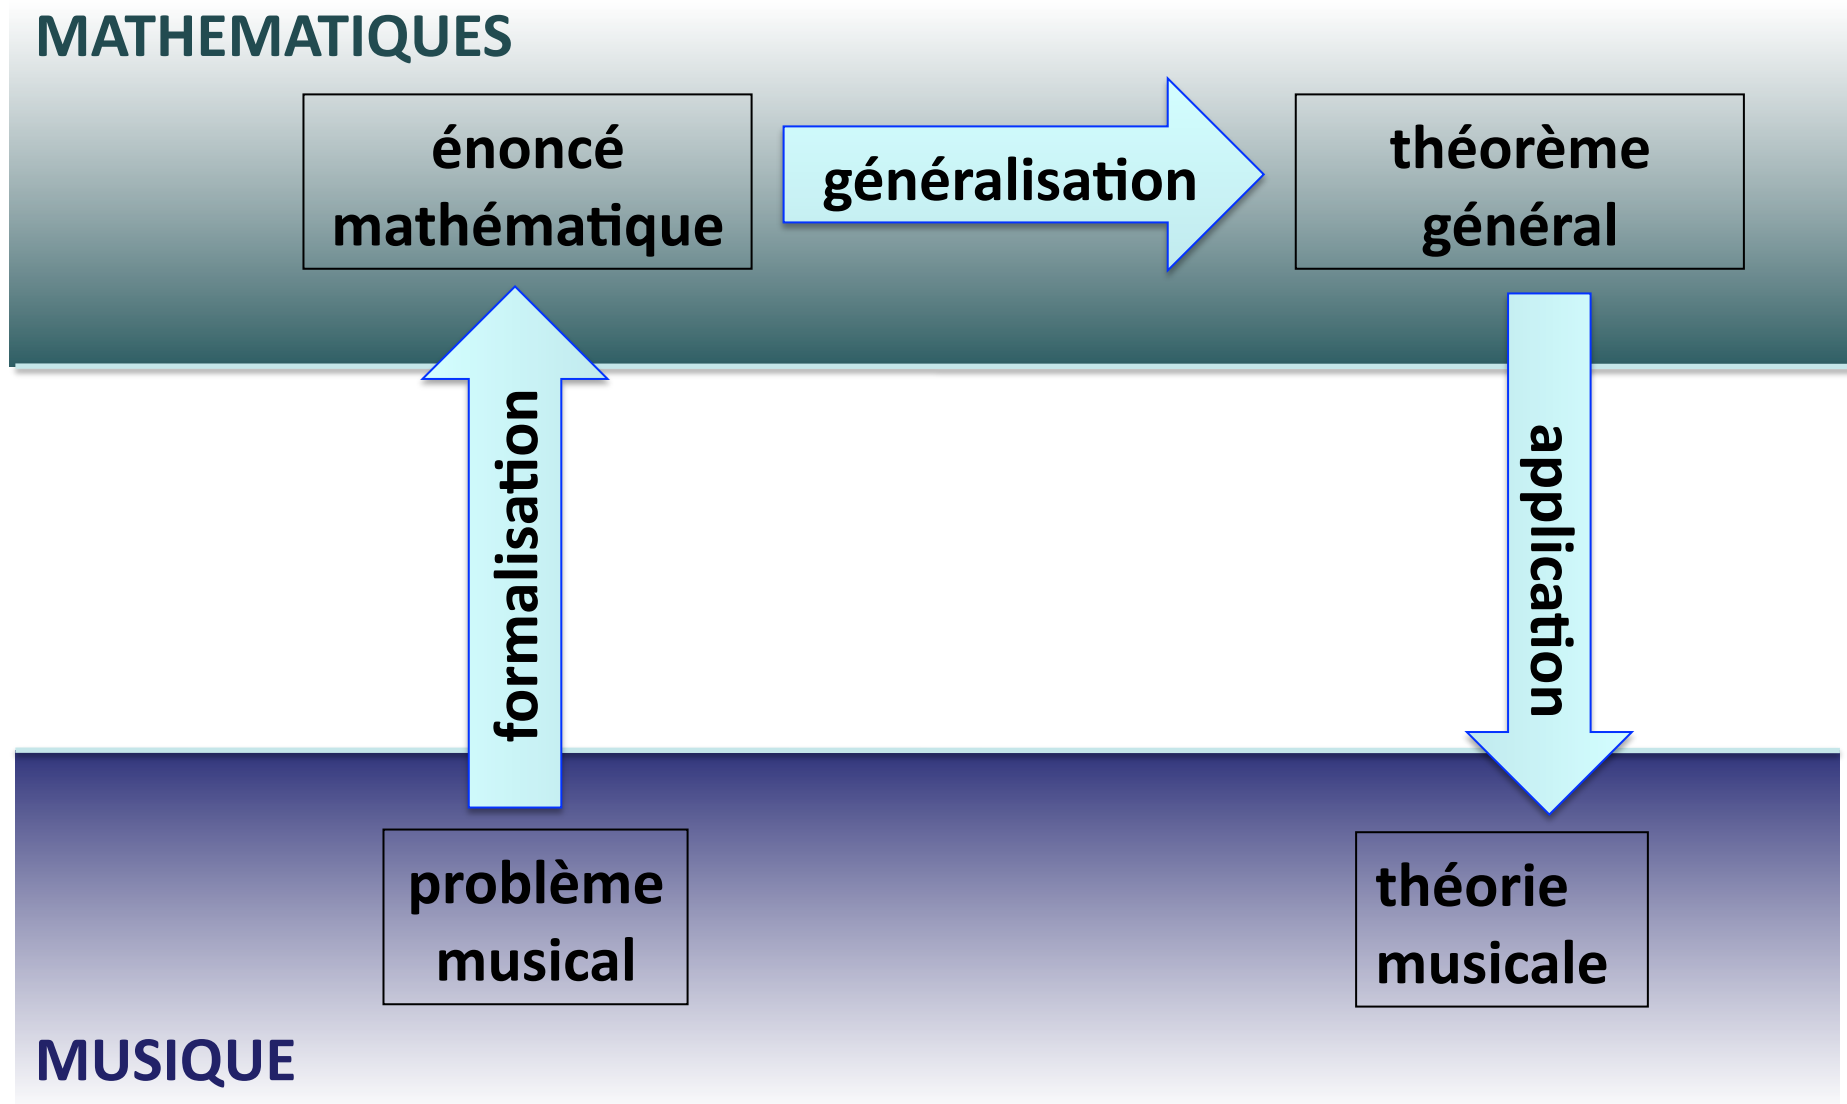 MATHEMATIQUES
énoncé
mathématique
généralisation
théorème
général
formalisation
application
problème
musical
théorie
musicale
MUSIQUE